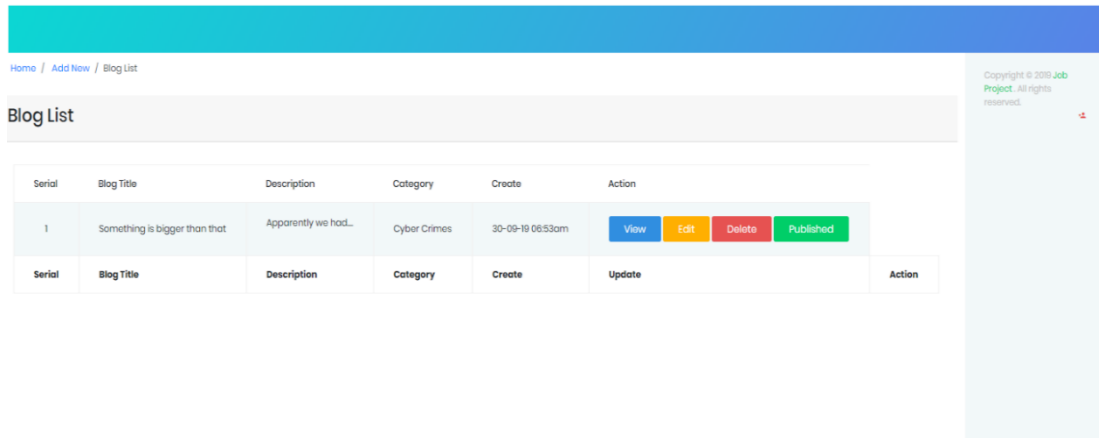 Home / Add New / Blog List
Copyright © 2019 Job
Project. All rights
reserved.
Blog List
Serial Blog Title Description Category Create Action
1 Something is bigger than that Apparently we had... Cyber Crimes 30-09-19 06:53am View Edit Delete Published
Serial Blog Title Description Category Create Update Action